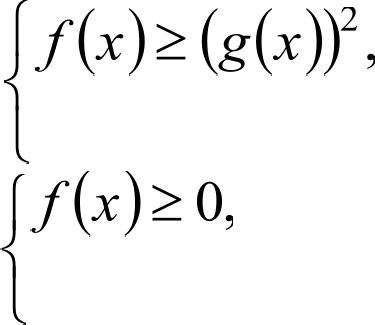 { f(x) ≥ (g(x))²,
{ f(x) ≥ 0,